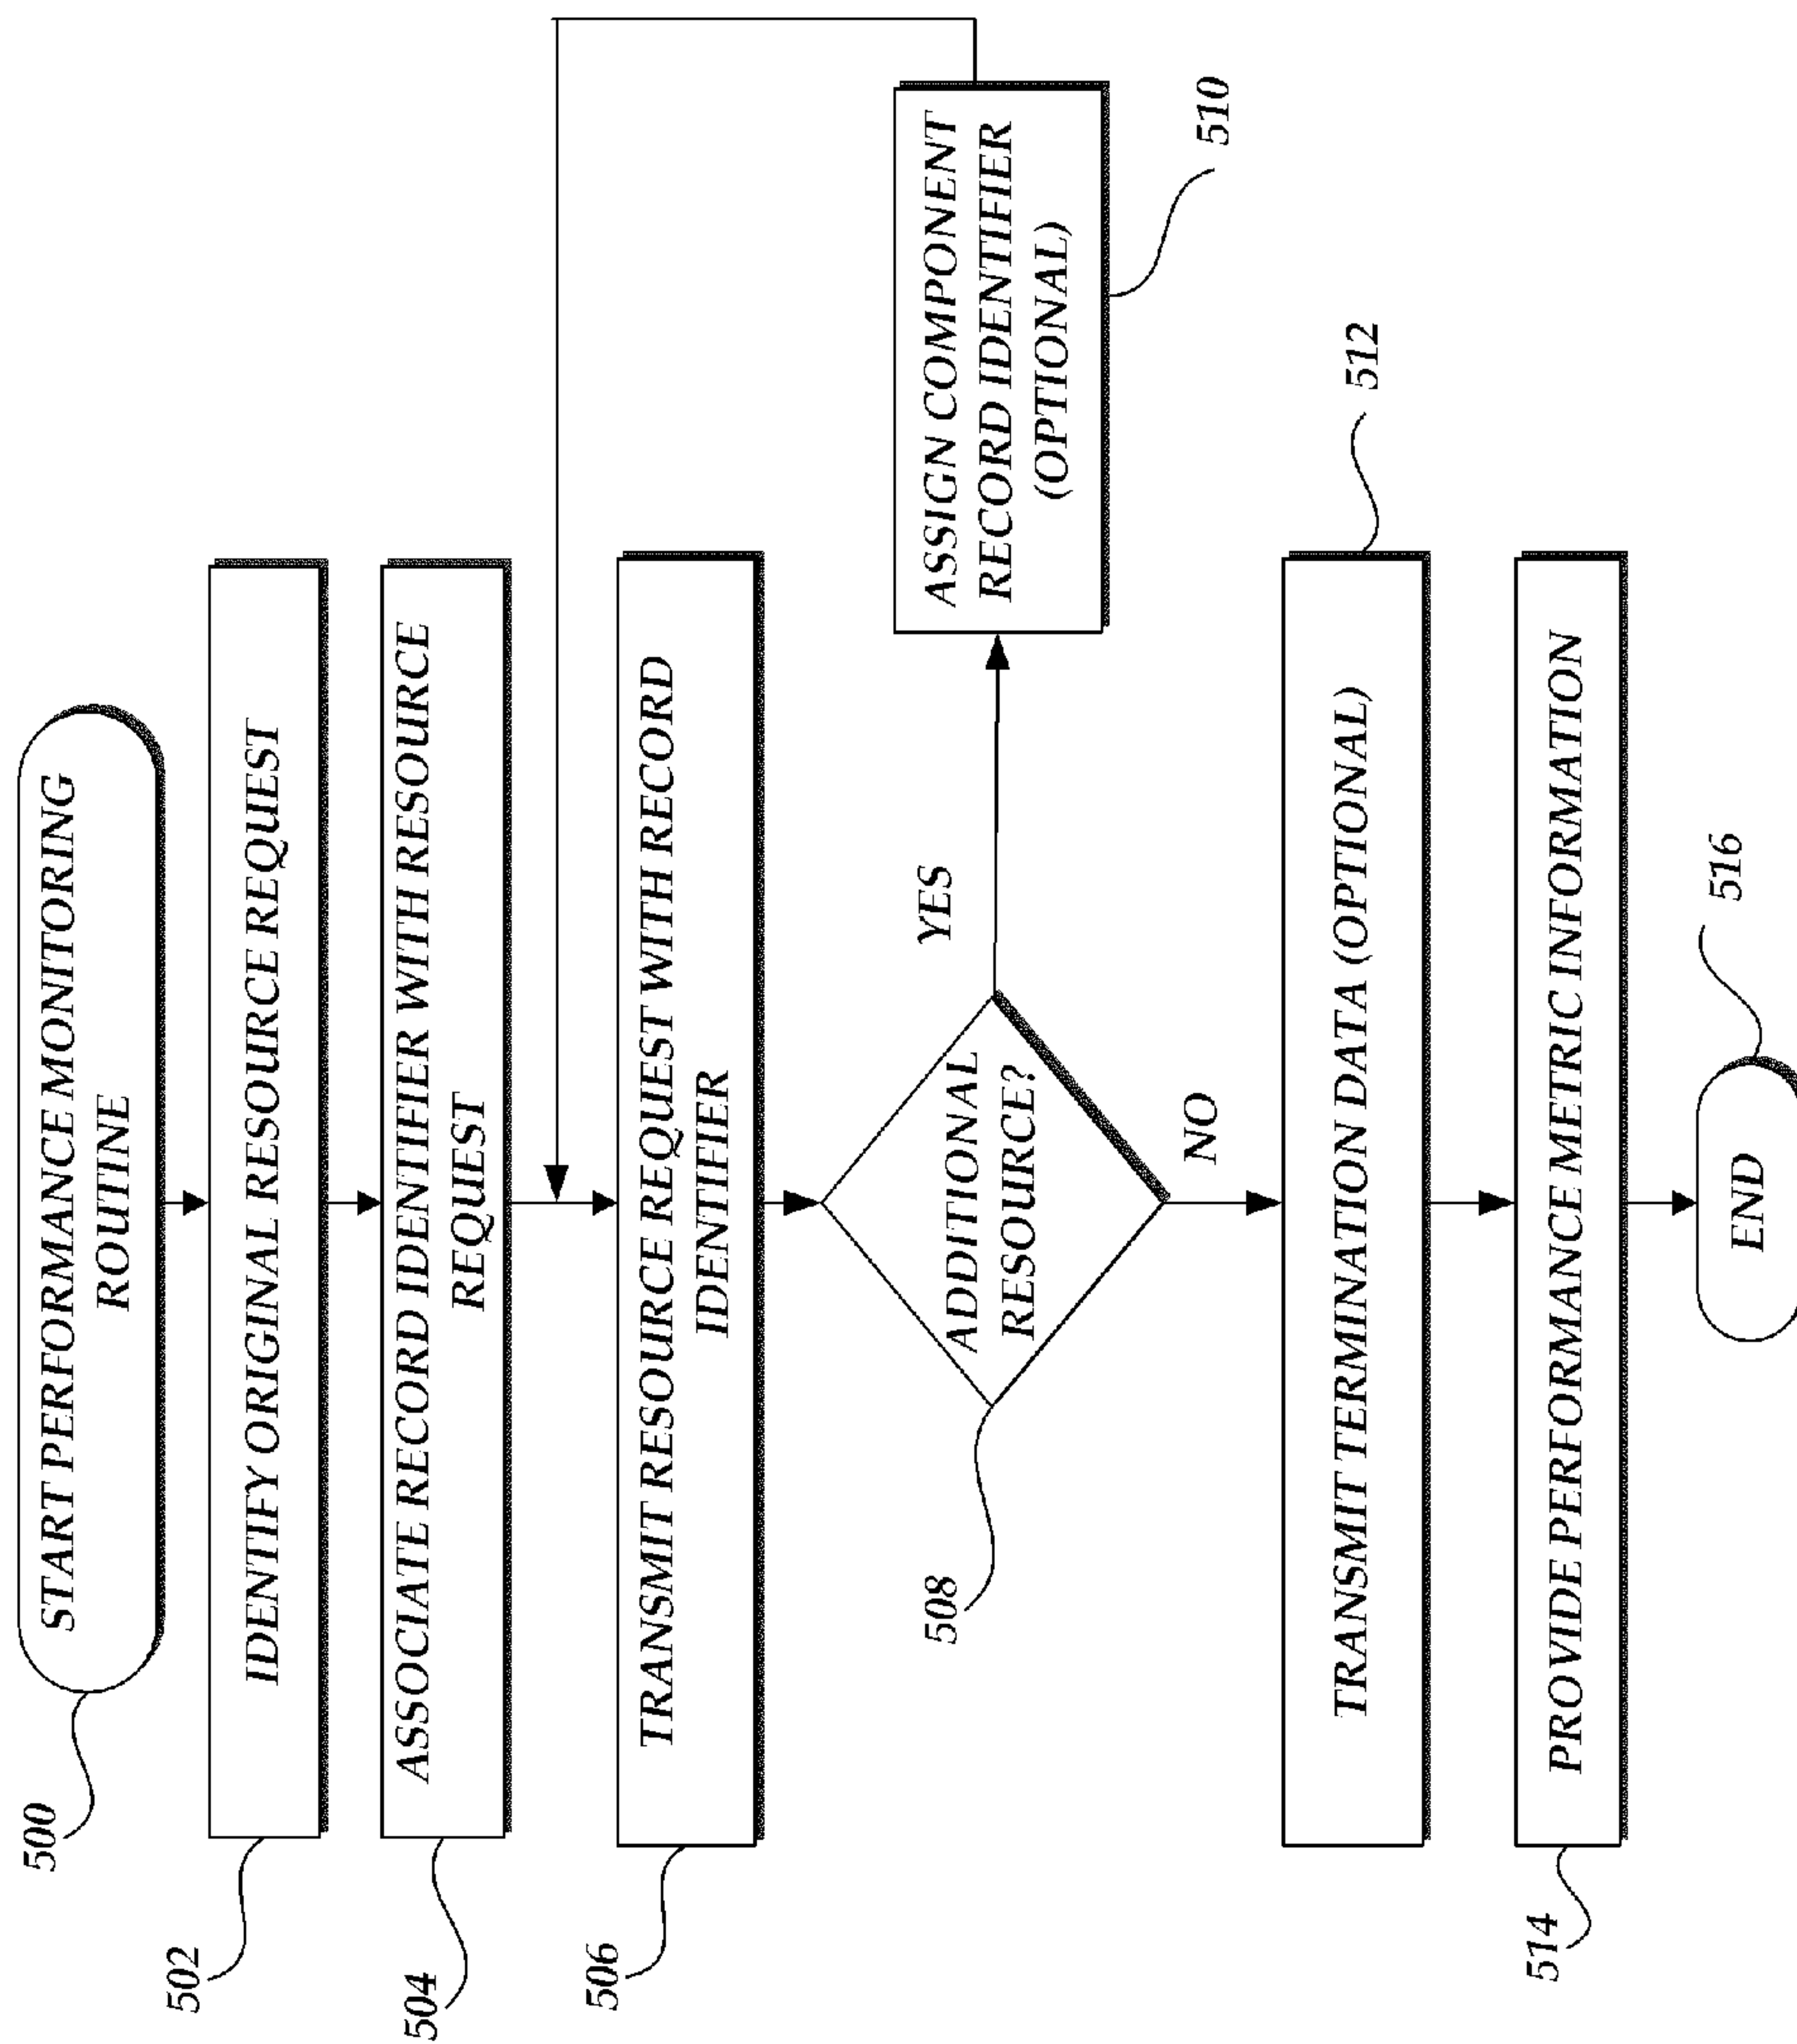 500
START PERFORMANCE MONITORING
ROUTINE
502
IDENTIFY ORIGINAL RESOURCE REQUEST
504
ASSOCIATE RECORD IDENTIFIER WITH RESOURCE
REQUEST
506
TRANSMIT RESOURCE REQUEST WITH RECORD
IDENTIFIER
508
ADDITIONAL
RESOURCE?
YES
ASSIGN COMPONENT
RECORD IDENTIFIER
(OPTIONAL)
510
NO
TRANSMIT TERMINATION DATA (OPTIONAL)
512
514
PROVIDE PERFORMANCE METRIC INFORMATION
END
516